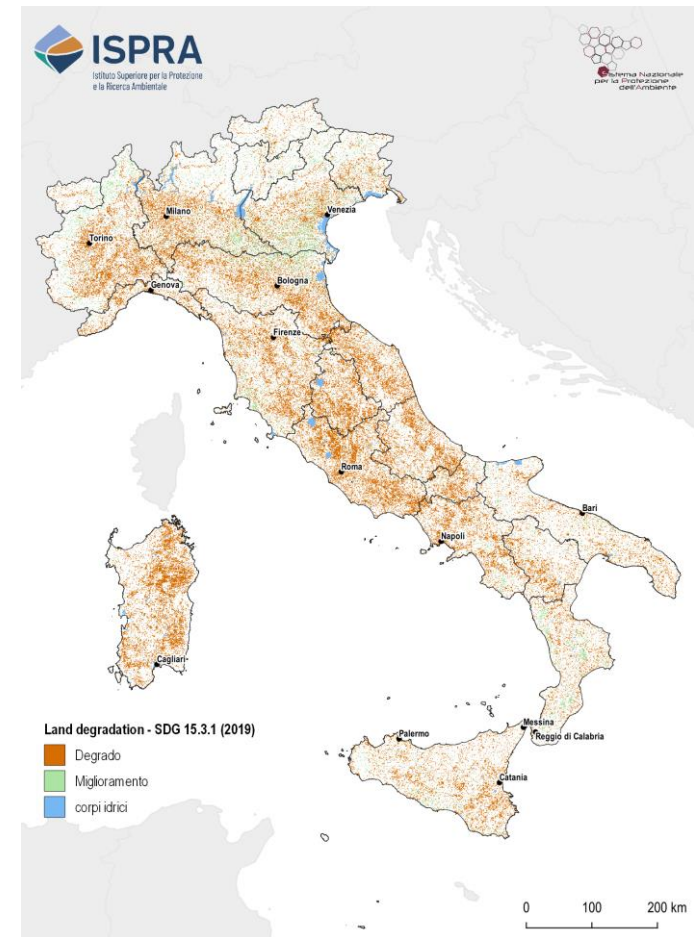 ISPRA
Istituto Superiore per la Protezione
e la Ricerca Ambientale
Sistema Nazionale
per la Protezione
dell'Ambiente
Milano
Venezia
Torino
Genova
Bologna
Firenze
Roma
Bari
Napoli
Cagliari
Messina
Palermo
Reggio di Calabria
Catania
Land degradation - SDG 15.3.1 (2019)
Degrado
Miglioramento
corpi idrici
0 100 200 km